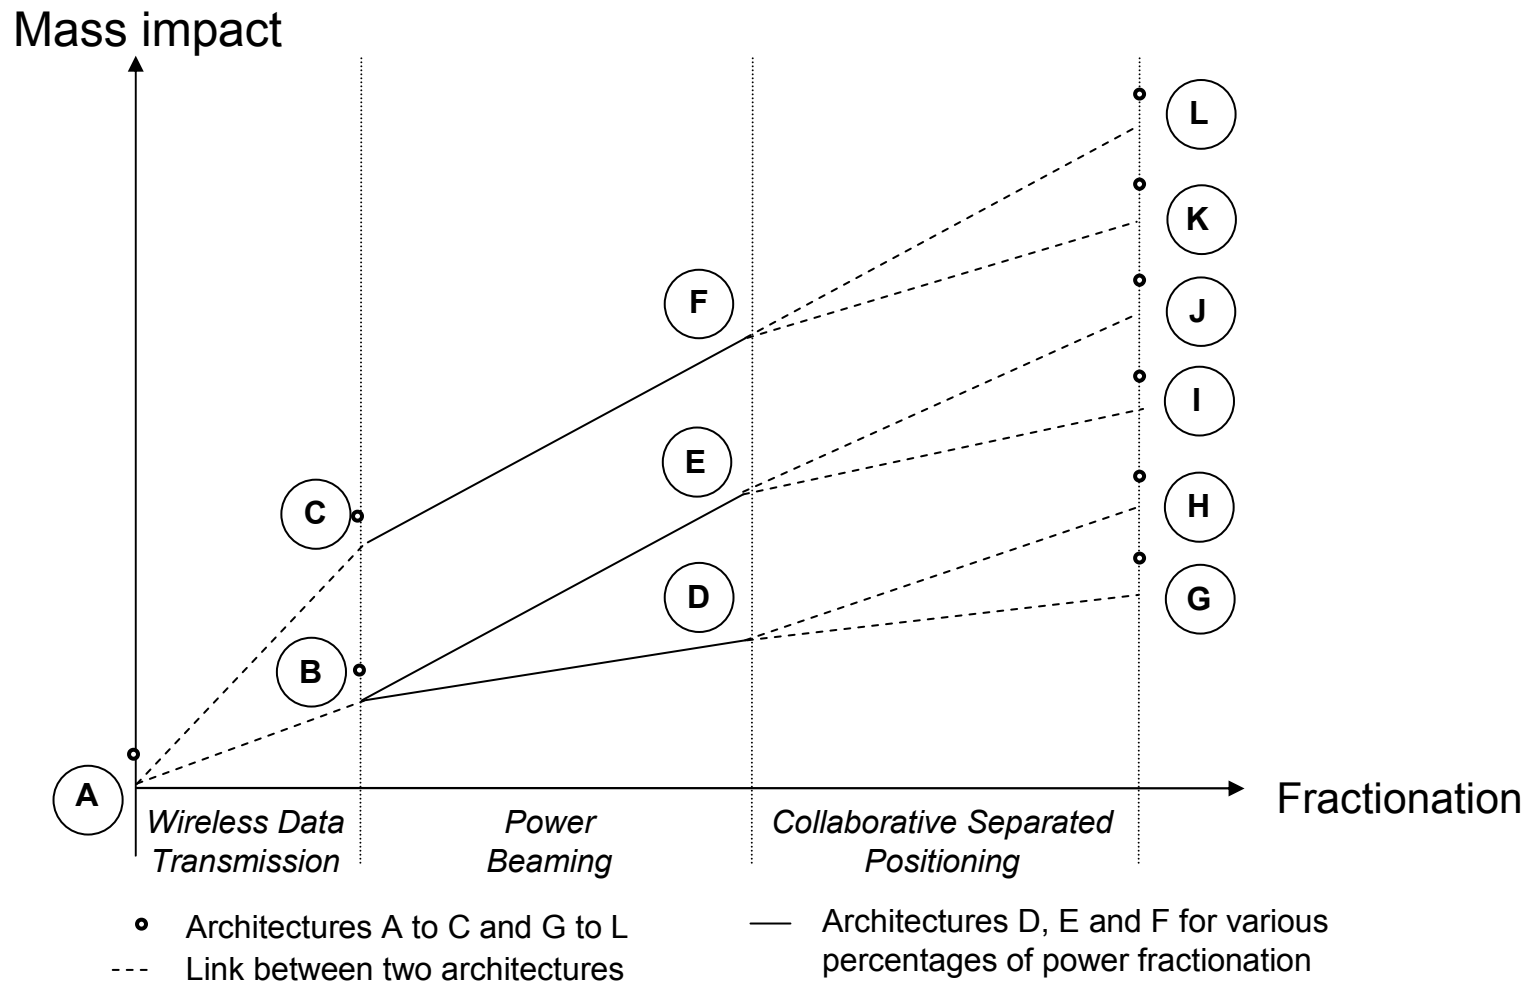 Mass impact
L
K
J
F
I
E
H
C
D
G
B
A
Fractionation
Wireless Data
Transmission
Power
Beaming
Collaborative Separated
Positioning
Architectures A to C and G to L
Link between two architectures
Architectures D, E and F for various
percentages of power fractionation